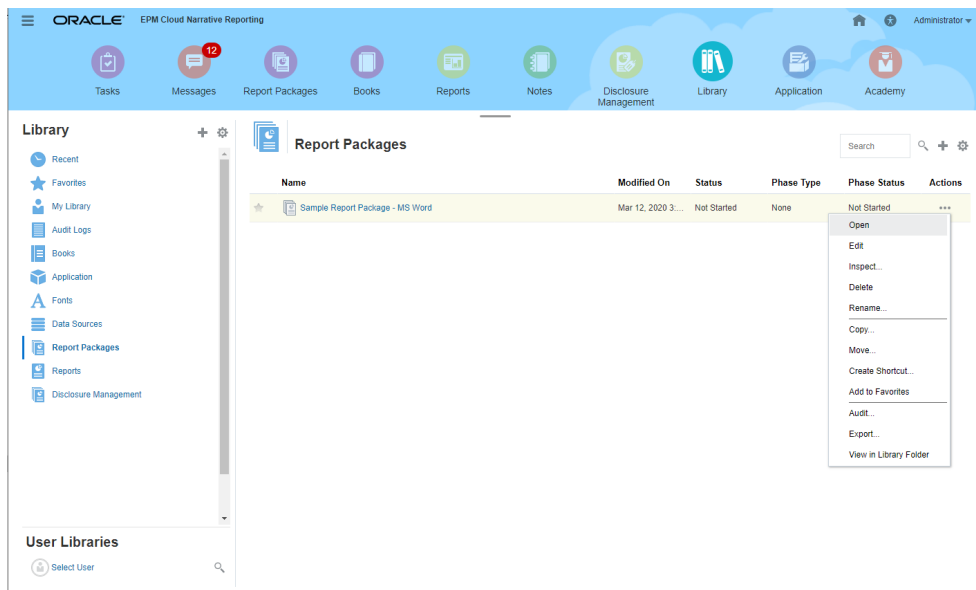 ORACLE EPM Cloud Narrative Reporting Administrator
12
Tasks Messages Report Packages Books Reports Notes Disclosure Management Library Application Academy
Library
Recent
Favorites
My Library
Audit Logs
Books
Application
Fonts
Data Sources
Report Packages
Reports
Disclosure Management
User Libraries
Select User
Report Packages
Search
Name Modified On Status Phase Type Phase Status Actions
Sample Report Package - MS Word Mar 12, 2020 3:... Not Started None Not Started
Open
Edit
Inspect...
Delete
Rename...
Copy...
Move...
Create Shortcut...
Add to Favorites
Audit...
Export...
View in Library Folder